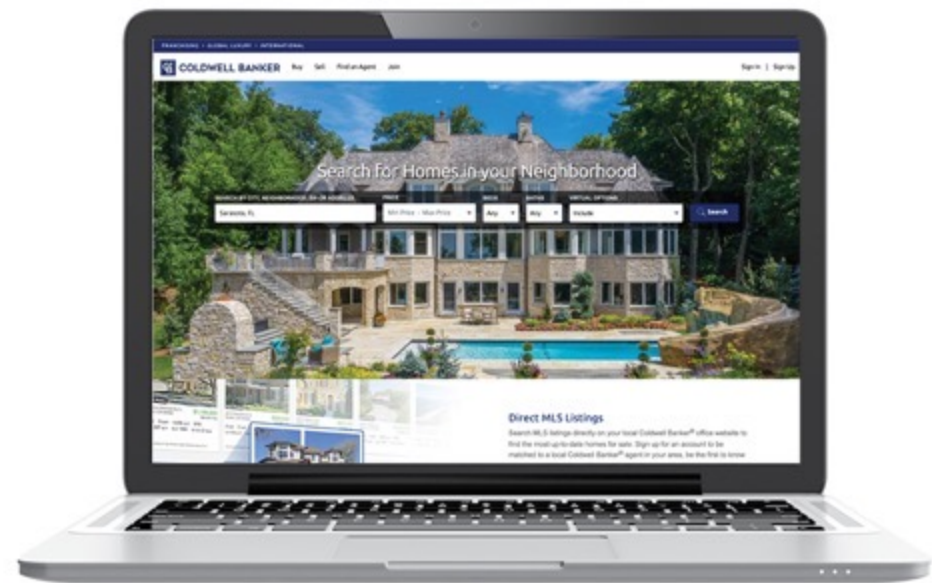 FRANCHISING • GLOBAL LUXURY • INTERNATIONAL
COLDWELL BANKER Buy Sell Find an Agent Join Sign In | Sign Up
Search for Homes in your Neighborhood
SEARCH BY CITY, NEIGHBORHOOD, ZIP OR ADDRESS PRICE BEDS BATHS VIRTUAL OPTIONS
Sarasota, FL Min Price - Max Price Any Any Include Search
Direct MLS Listings
Search MLS listings directly on your local Coldwell Banker® office website to
find the most up-to-date homes for sale. Sign up for an account to be
matched to a local Coldwell Banker® agent in your area, be the first to know